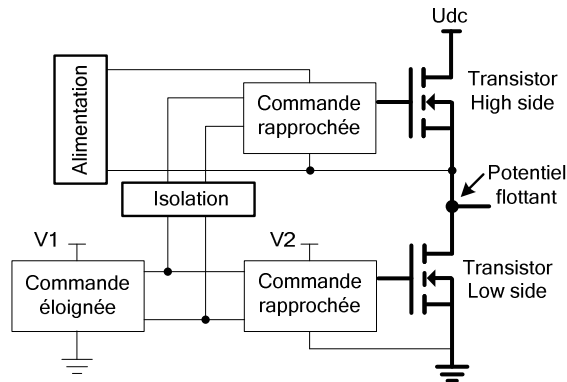 Udc
Alimentation
Commande
rapprochée
Transistor
High side
Isolation
Potentiel
flottant
V1
V2
Commande
éloignée
Commande
rapprochée
Transistor
Low side